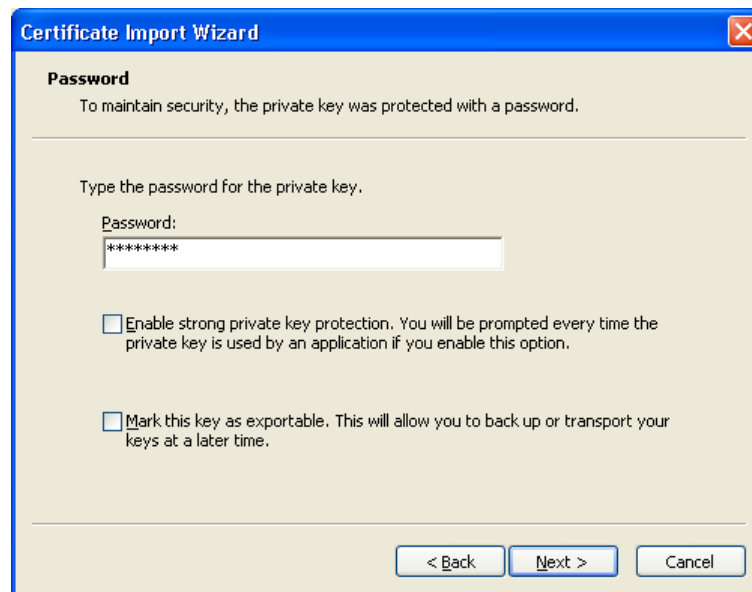 Certificate Import Wizard
Password
To maintain security, the private key was protected with a password.
Type the password for the private key.
Password:
********
Enable strong private key protection. You will be prompted every time the
private key is used by an application if you enable this option.
Mark this key as exportable. This will allow you to back up or transport your
keys at a later time.
< Back Next > Cancel